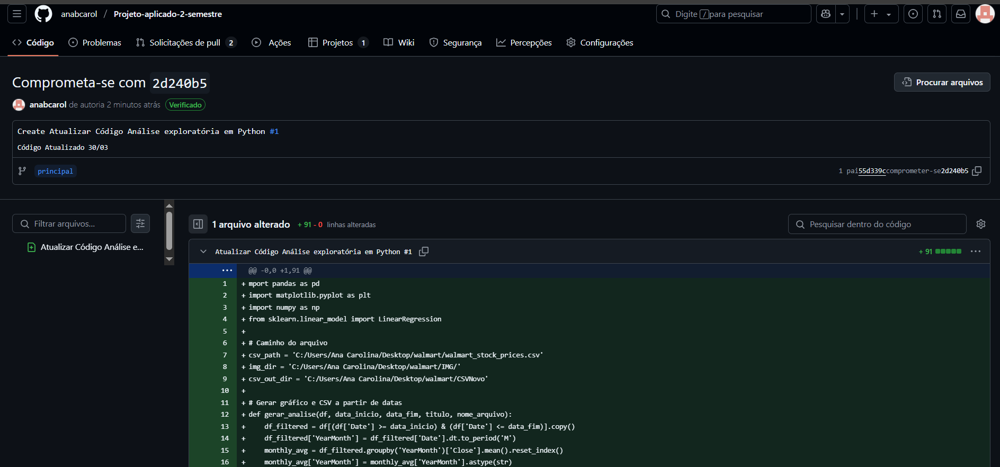 anabcarol / Projeto-aplicado-2-semestre
Digite / para pesquisar
Código
Problemas
Solicitações de pull 2
Ações
Projetos 1
Wiki
Segurança
Percepções
Configurações
Comprometa-se com 2d240b5
Procurar arquivos
anabcarol de autoria 2 minutos atrás Verificado
Create Atualizar Código Análise exploratória em Python #1
Código Atualizado 30/03
principal
1 pai55d339ccomprometer-se2d240b5
Filtrar arquivos...
Atualizar Código Análise e...
1 arquivo alterado +91 -0 linhas alteradas
Pesquisar dentro do código
Atualizar Código Análise exploratória em Python #1
+91
@@ -0,0 +1,91 @@
1 + mport pandas as pd
2 + import matplotlib.pyplot as plt
3 + import numpy as np
4 + from sklearn.linear_model import LinearRegression
5 +
6 + # Caminho do arquivo
7 + csv_path = 'C:/Users/Ana Carolina/Desktop/walmart/walmart_stock_prices.csv'
8 + img_dir = 'C:/Users/Ana Carolina/Desktop/walmart/IMG/'
9 + csv_out_dir = 'C:/Users/Ana Carolina/Desktop/walmart/CSVNovo'
10 +
11 + # Gerar gráfico e CSV a partir de datas
12 + def gerar_analise(df, data_inicio, data_fim, titulo, nome_arquivo):
13 +     df_filtered = df[(df['Date'] >= data_inicio) & (df['Date'] <= data_fim)].copy()
14 +     df_filtered['YearMonth'] = df_filtered['Date'].dt.to_period('M')
15 +     monthly_avg = df_filtered.groupby('YearMonth')['Close'].mean().reset_index()
16 +     monthly_avg['YearMonth'] = monthly_avg['YearMonth'].astype(str)